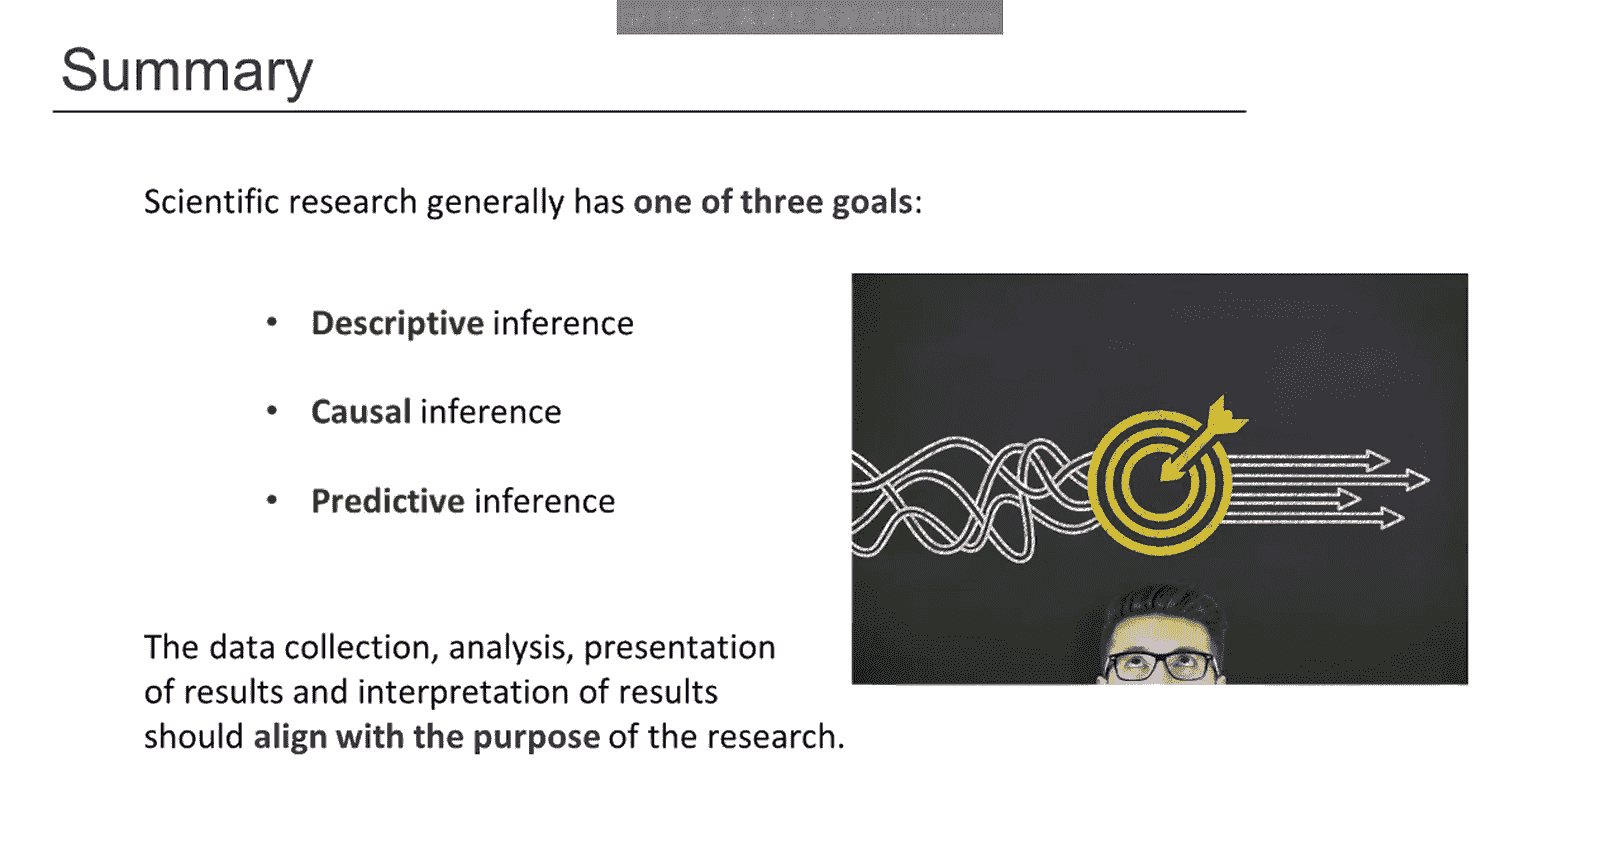 Summary
Scientific research generally has one of three goals:
• Descriptive inference
• Causal inference
• Predictive inference
The data collection, analysis, presentation
of results and interpretation of results
should align with the purpose of the research.